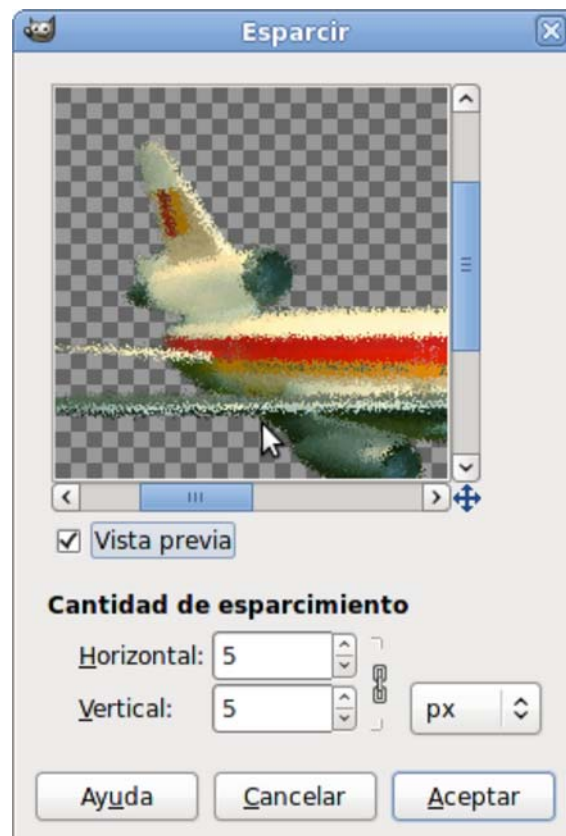 Esparcir
Vista previa
Cantidad de esparcimiento
Horizontal: 5
Vertical: 5 px
Ayuda Cancelar Aceptar